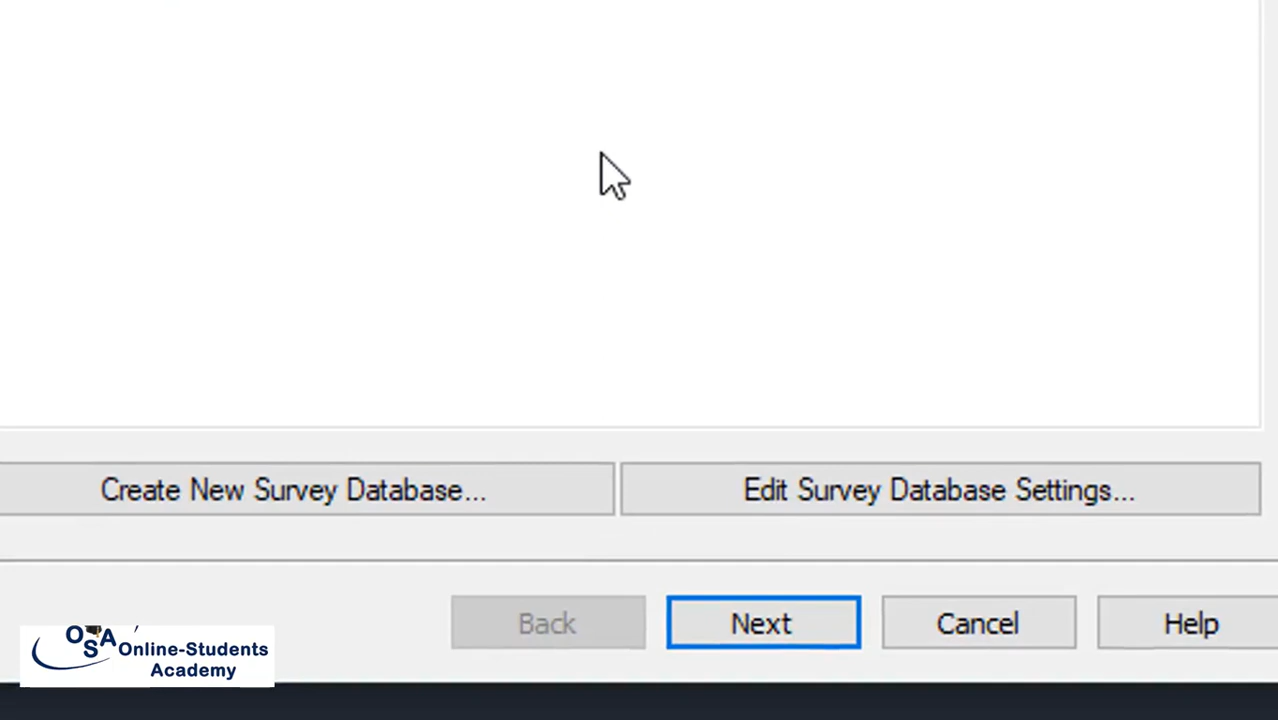 Create New Survey Database...
Edit Survey Database Settings...
Back
Next
Cancel
Help
OSA
Online-Students
Academy